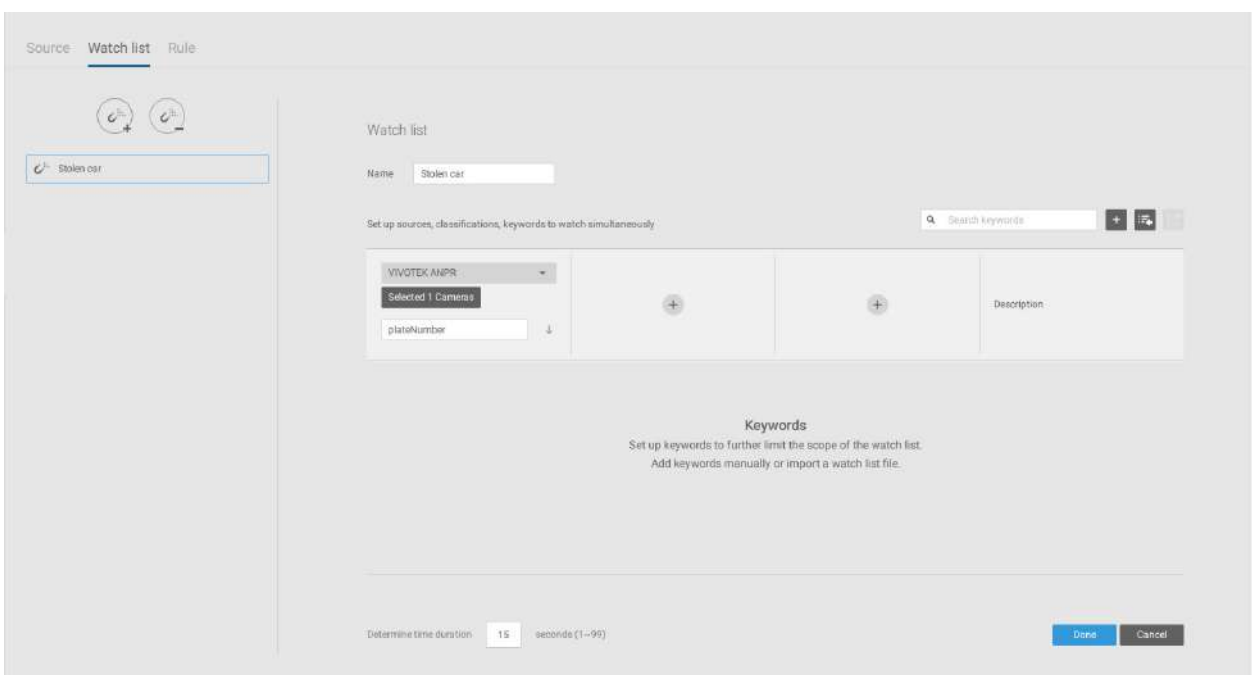 Source Watch list Rule
Stolen car
Watch list
Name Stolen car
Set up sources, classifications, keywords to watch simultaneously
Search keywords
VIVOTEK ANPR
Selected 1 Cameras
plateNumber
Description
Keywords
Set up keywords to further limit the scope of the watch list.
Add keywords manually or import a watch list file.
Determine time duration 15 seconds (1~99)
Done Cancel